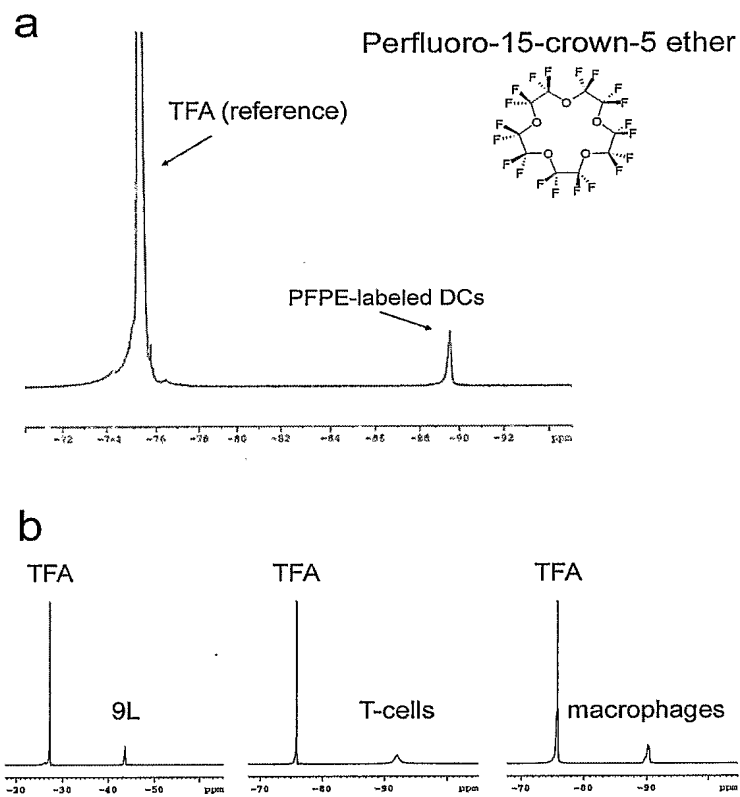 a
Perfluoro-15-crown-5 ether
F F F F
F F
F F
O O O
F F
F F
O O
F F
F F
F F F F
TFA (reference)
PFPE-labeled DCs
-72 -74 -76 -78 -80 -82 -84 -86 -88 -90 -92 ppm
b
TFA TFA TFA
9L T-cells macrophages
-20 -30 -40 -50 ppm -70 -80 -90 ppm -70 -80 -90 ppm